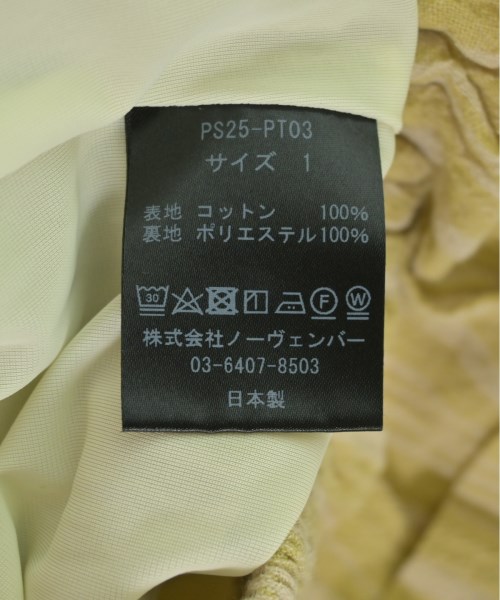 PS25-PT03
サイズ 1
表地 コットン 100%
裏地 ポリエステル100%
30 F W
株式会社ノーヴェンバー
03-6407-8503
日本製